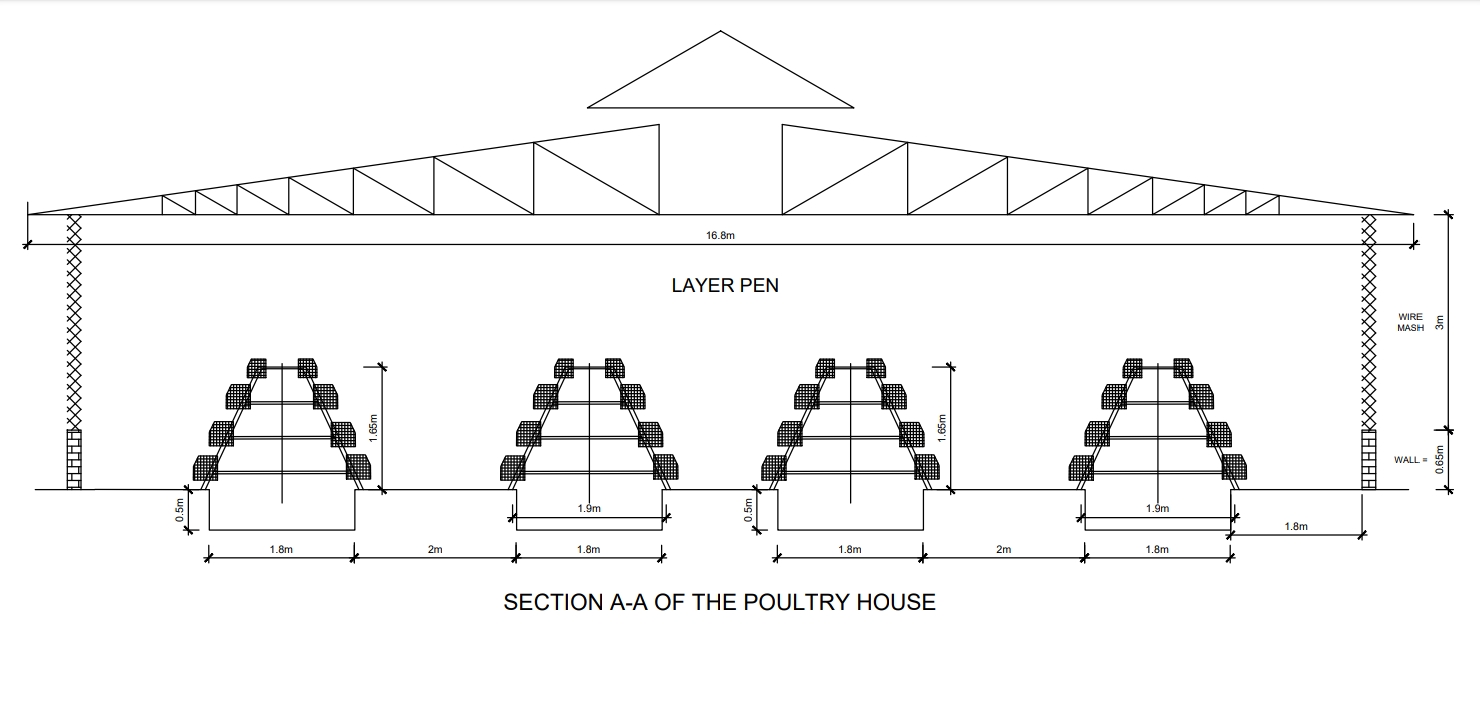 16.8m
LAYER PEN
WIRE
MASH
3m
1.65m
1.65m
WALL =
0.65m
0.5m
1.9m
0.5m
1.9m
1.8m
1.8m
2m
1.8m
1.8m
2m
1.8m
SECTION A-A OF THE POULTRY HOUSE